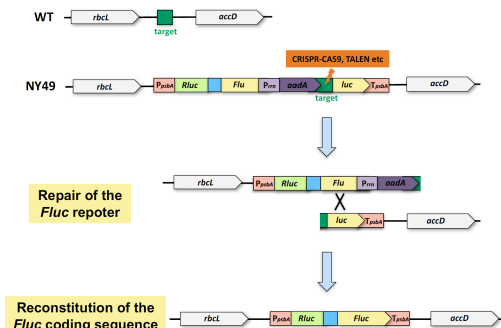 WT
rbcL
accD
target
CRISPR-CAS9, TALEN etc
NY49
rbcL
PpsbA
Rluc
Flu
Prrn
aadA
luc
TpsbA
accD
target
rbcL
PpsbA
Rluc
Flu
Prrn
aadA
Repair of the
Fluc repoter
luc
TpsbA
accD
Reconstitution of the
Fluc coding sequence
rbcL
PpsbA
Rluc
Fluc
TpsbA
accD